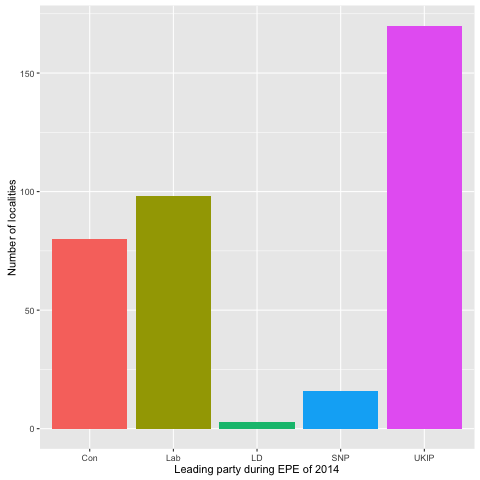 Number of localities
150
100
50
0
Con Lab LD SNP UKIP
Leading party during EPE of 2014